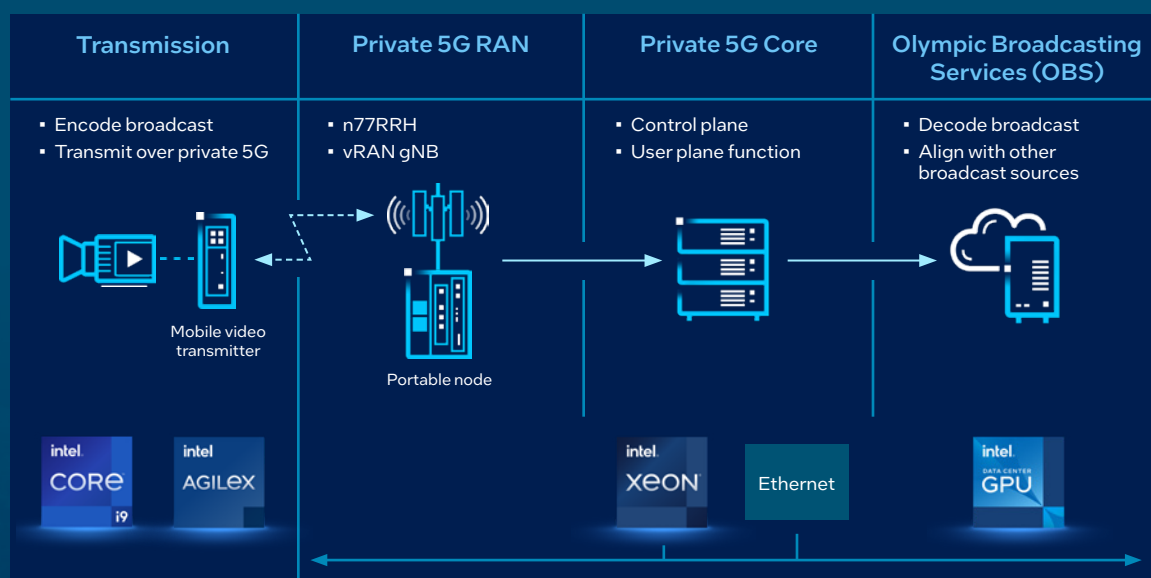 Transmission
Private 5G RAN
Private 5G Core
Olympic Broadcasting
Services (OBS)
▪ Encode broadcast
▪ Transmit over private 5G
▪ n77RRH
▪ vRAN gNB
▪ Control plane
▪ User plane function
▪ Decode broadcast
▪ Align with other
broadcast sources
Mobile video
transmitter
Portable node
intel.
CORE
i9
intel
AGILEX
intel.
XEON
Ethernet
intel.
DATA CENTER
GPU